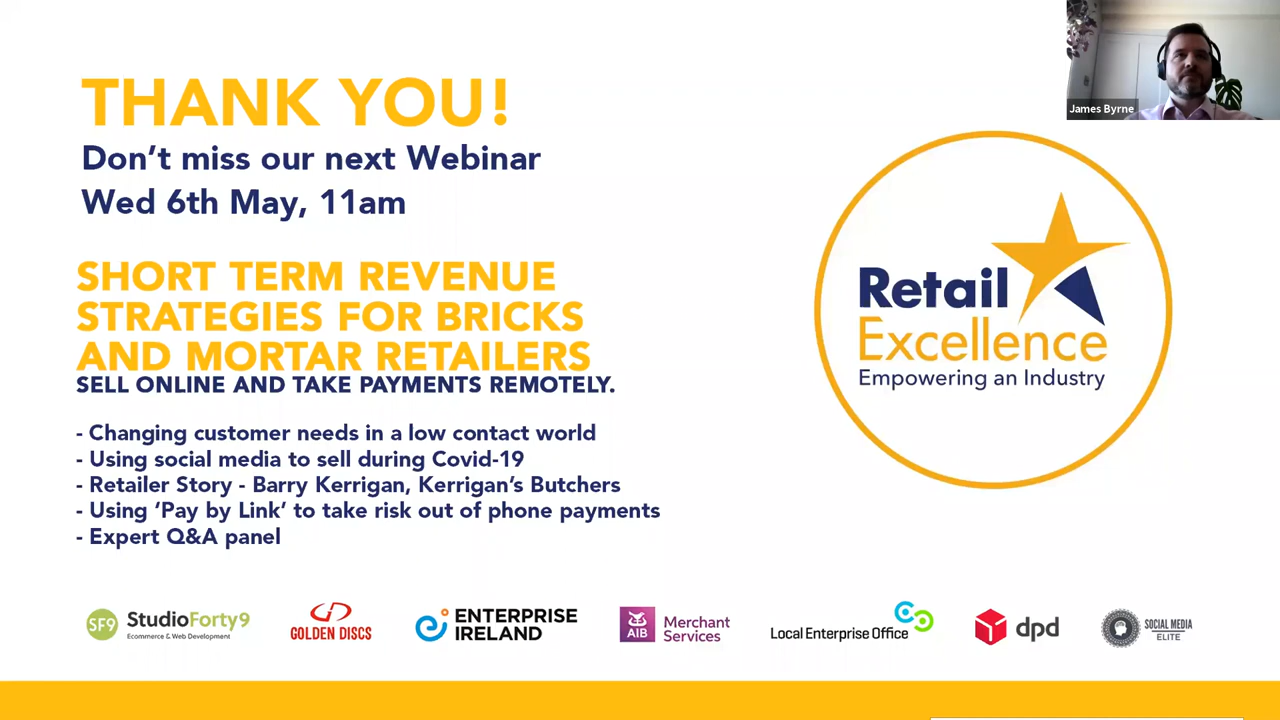 THANK YOU!
Don’t miss our next Webinar
Wed 6th May, 11am
SHORT TERM REVENUE
STRATEGIES FOR BRICKS
AND MORTAR RETAILERS
SELL ONLINE AND TAKE PAYMENTS REMOTELY.
- Changing customer needs in a low contact world
- Using social media to sell during Covid-19
- Retailer Story - Barry Kerrigan, Kerrigan’s Butchers
- Using ‘Pay by Link’ to take risk out of phone payments
- Expert Q&A panel
James Byrne
Retail
Excellence
Empowering an Industry
SF9
StudioForty9
Ecommerce & Web Development
GOLDEN DISCS
ENTERPRISE
IRELAND
AIB
Merchant
Services
Local Enterprise Office
dpd
SOCIAL MEDIA
ELITE